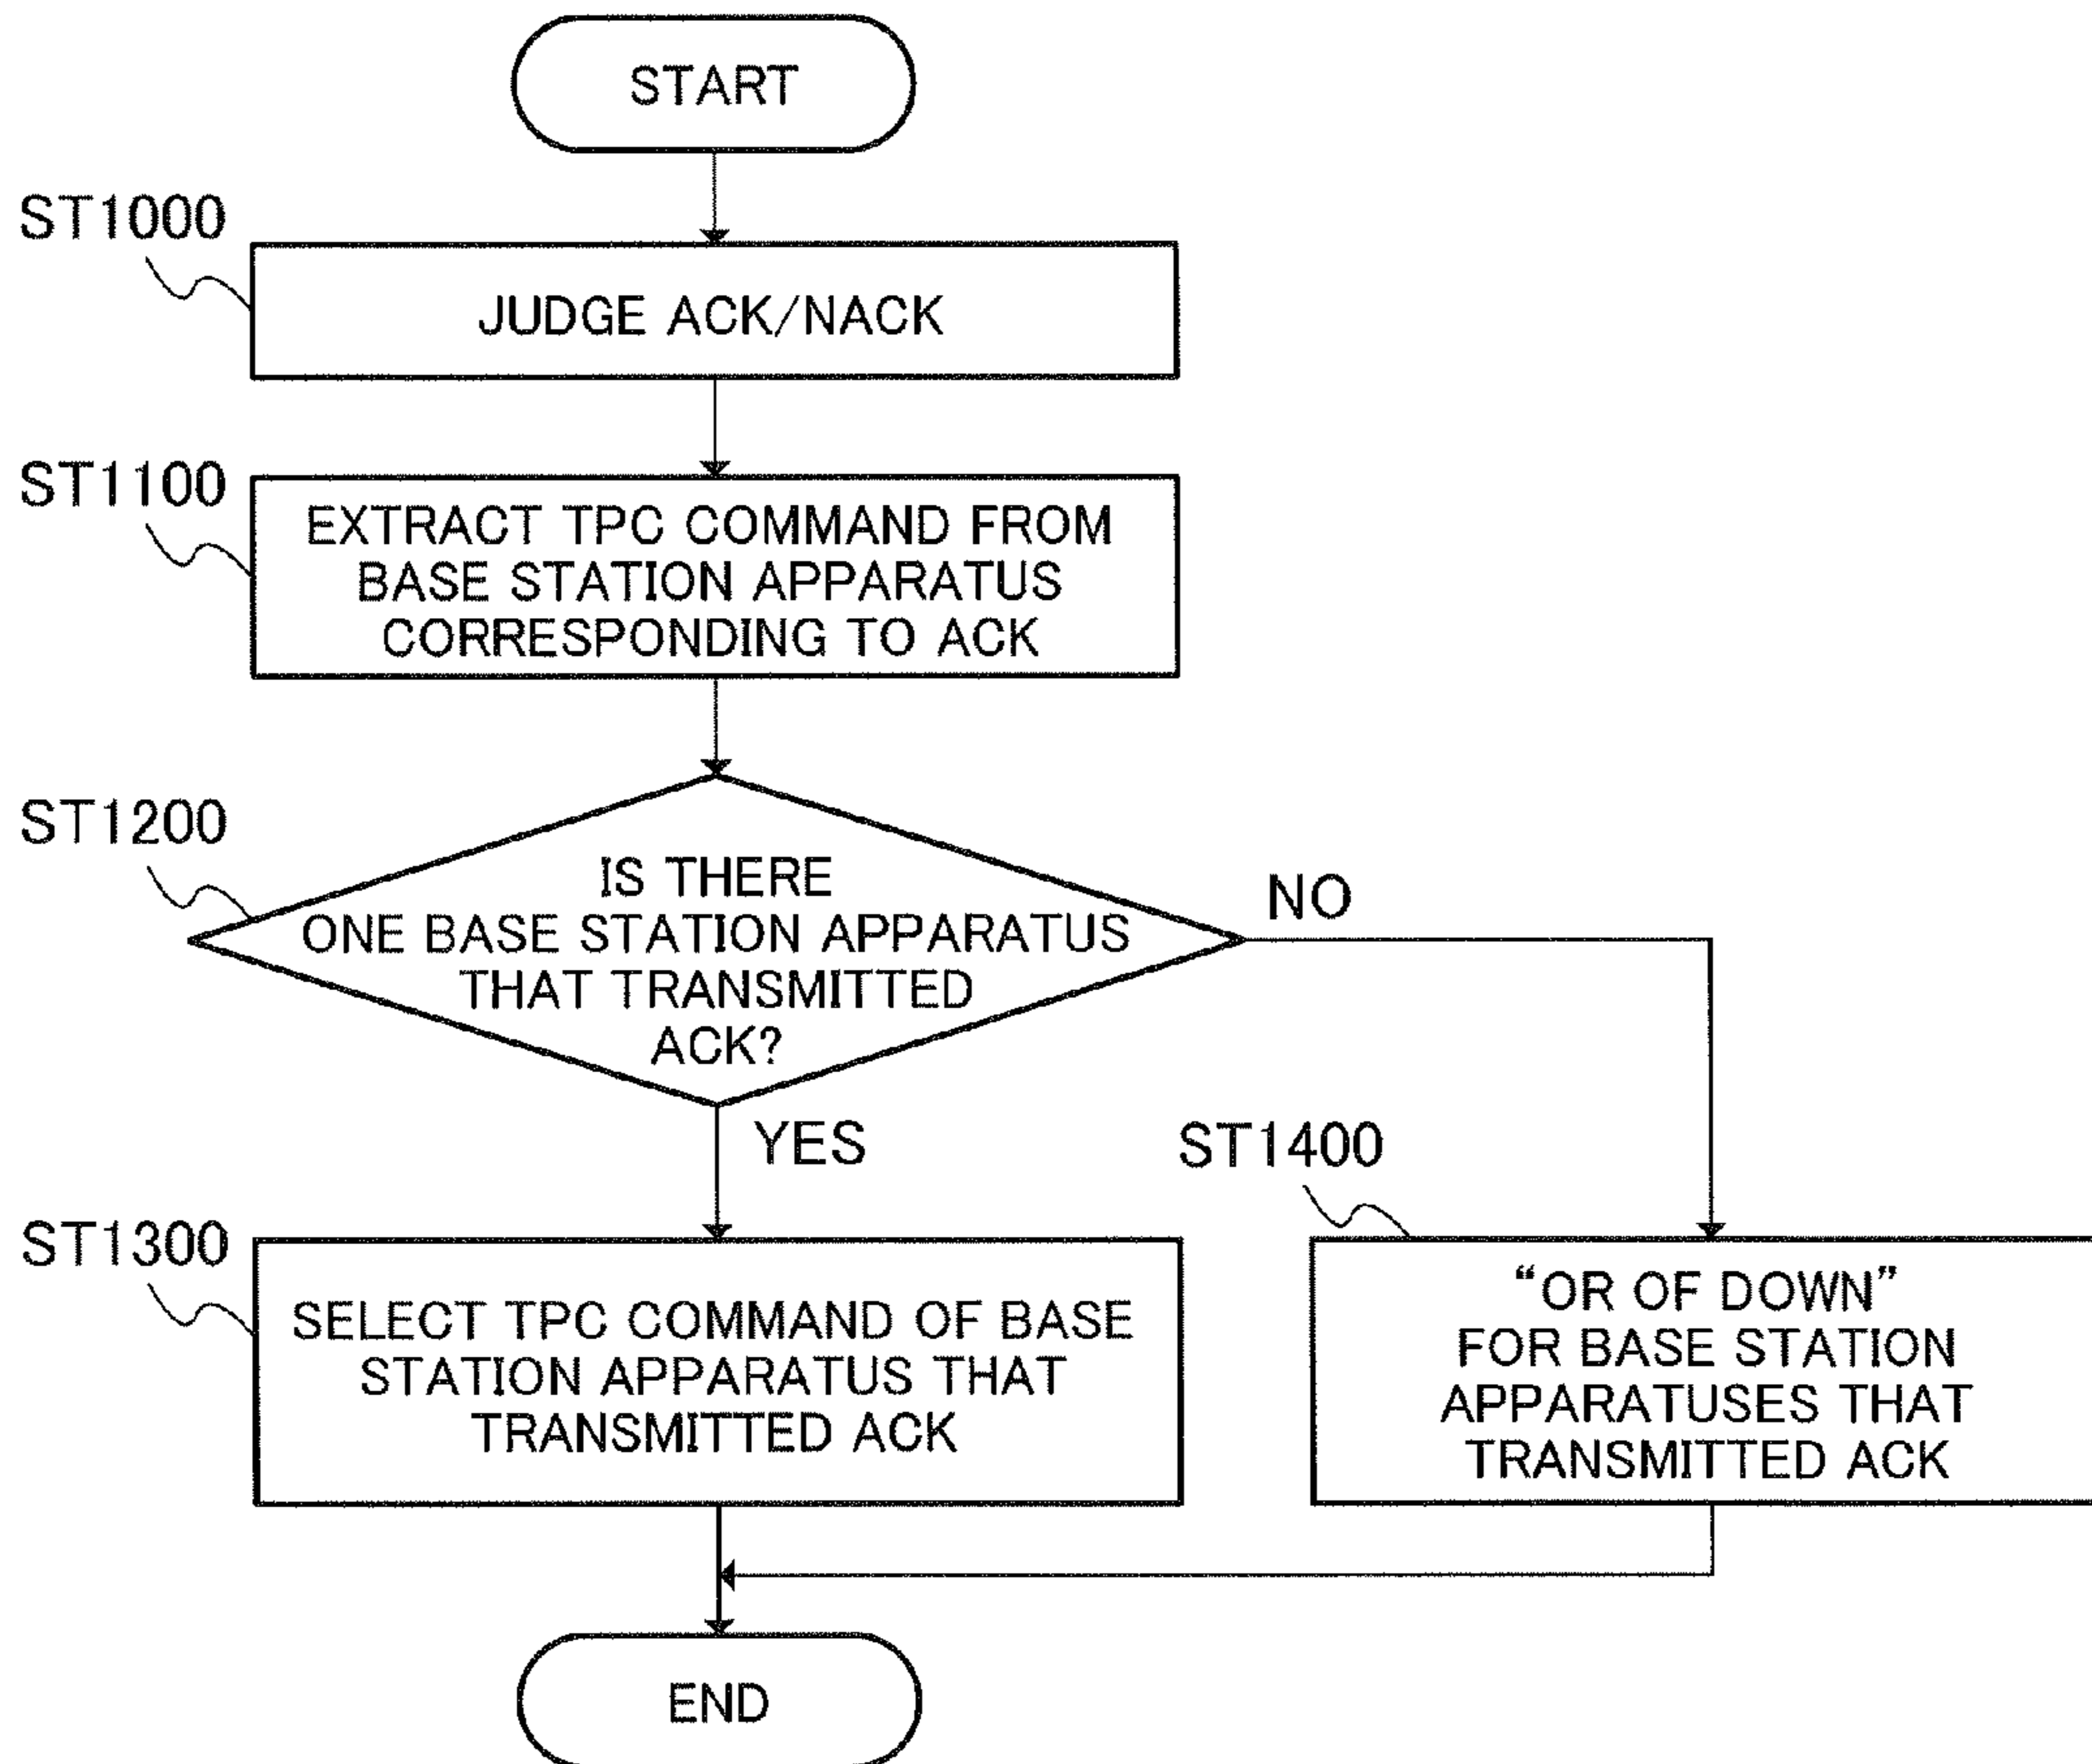 START
ST1000
JUDGE ACK/NACK
ST1100
EXTRACT TPC COMMAND FROM
BASE STATION APPARATUS
CORRESPONDING TO ACK
ST1200
IS THERE
ONE BASE STATION APPARATUS
THAT TRANSMITTED
ACK?
NO
YES
ST1300
SELECT TPC COMMAND OF BASE
STATION APPARATUS THAT
TRANSMITTED ACK
ST1400
“OR OF DOWN”
FOR BASE STATION
APPARATUSES THAT
TRANSMITTED ACK
END